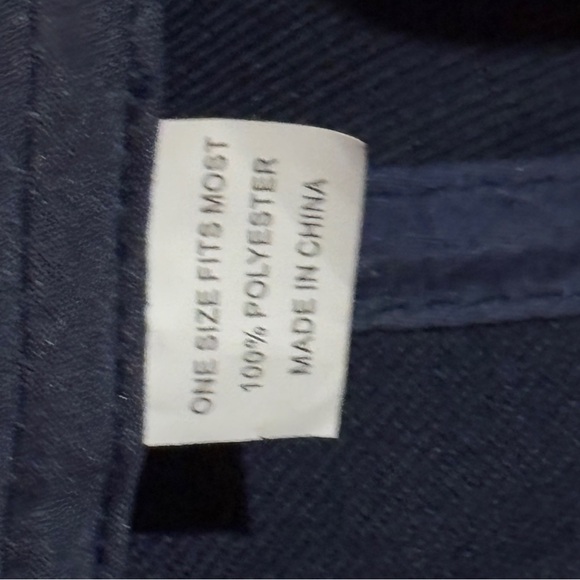 ONE SIZE FITS MOST
100% POLYESTER
MADE IN CHINA